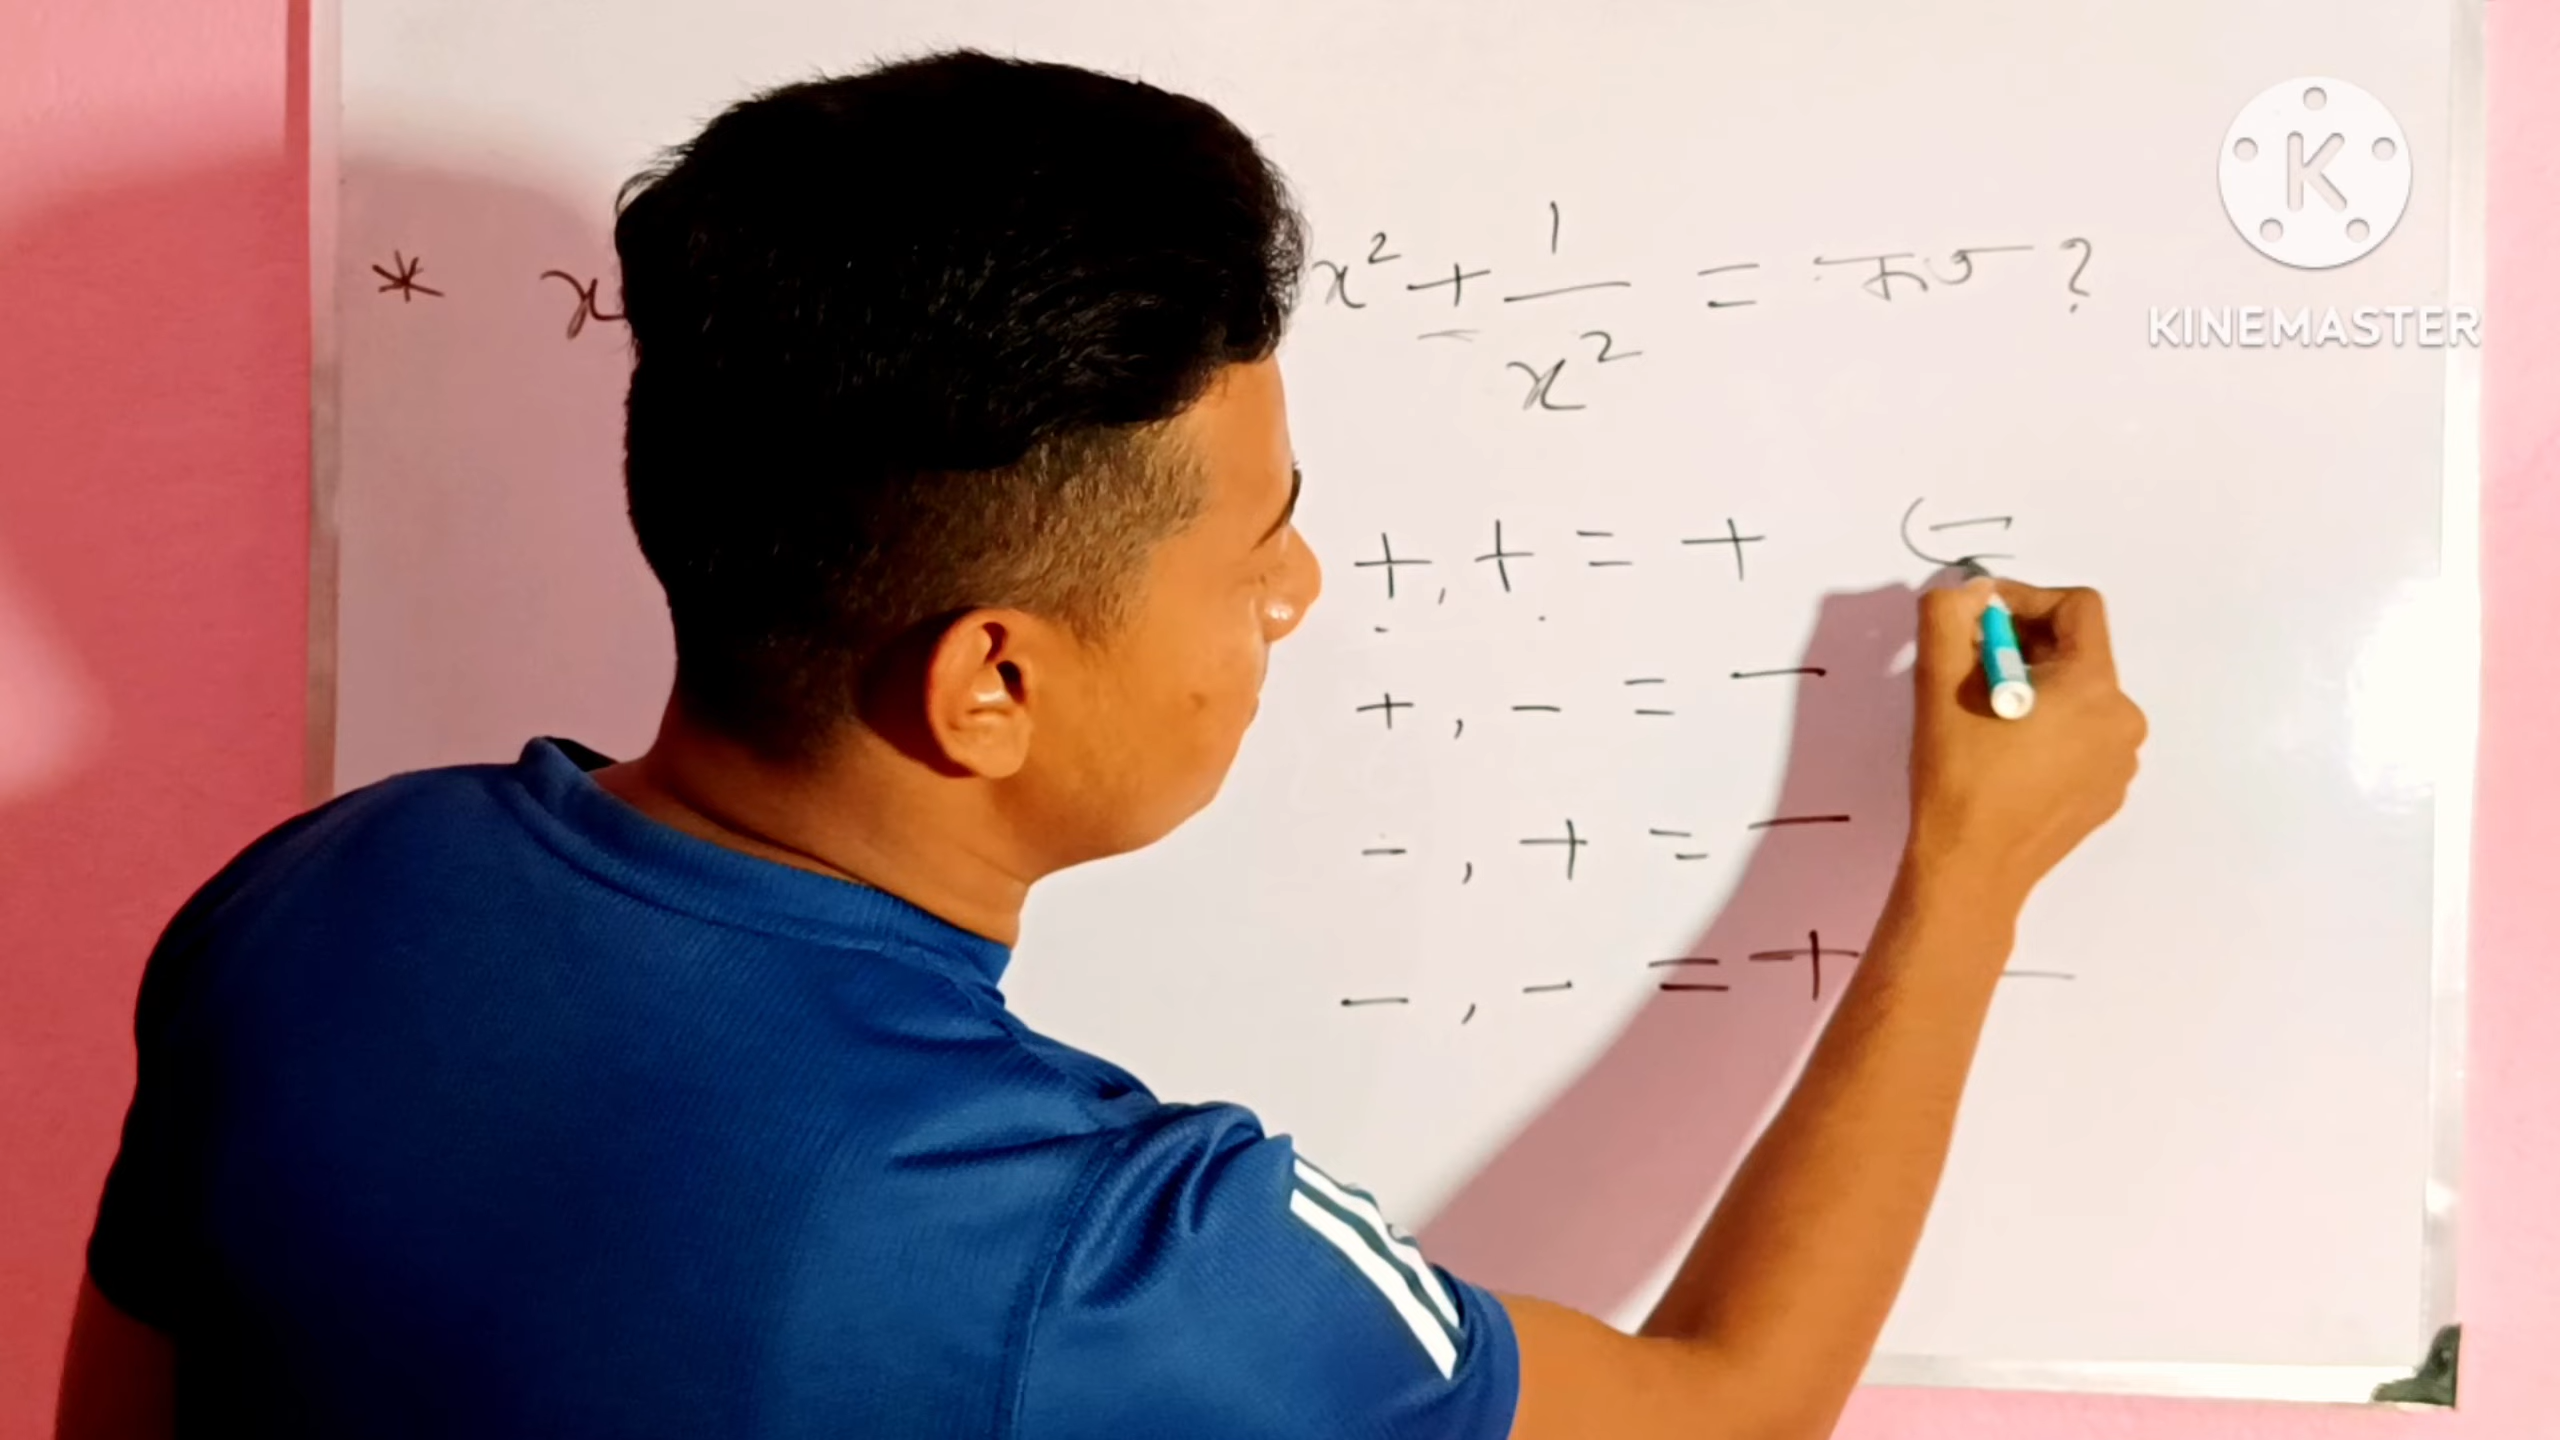 * x
x² + 1/x² = কত ?
+ , + = +
+ , - = -
- , + = -
- , - = + -
K
KINEMASTER